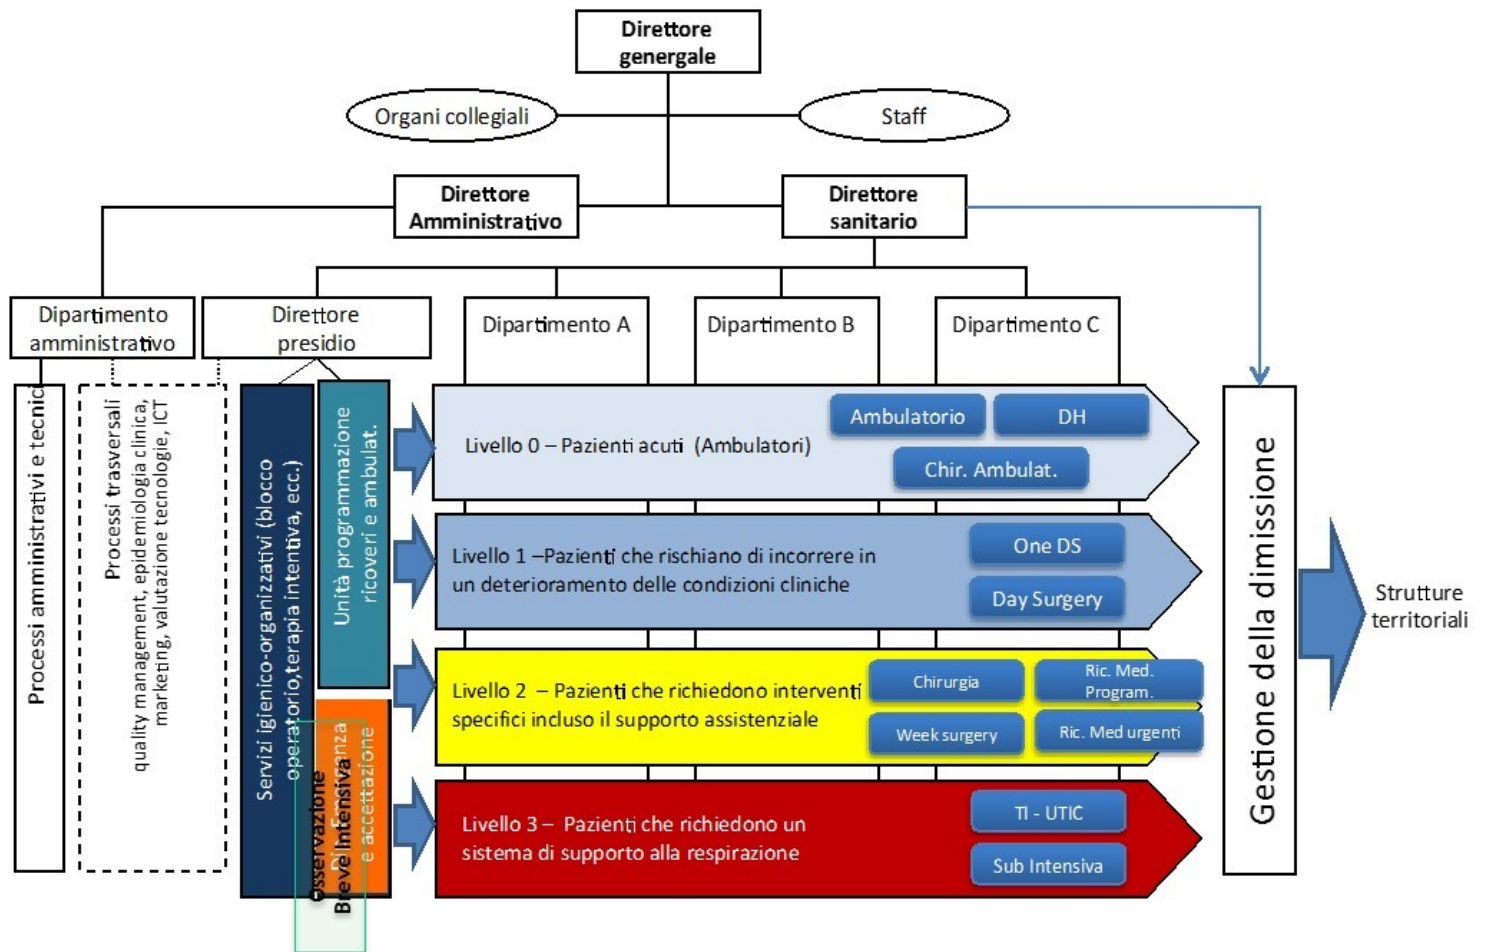 Direttore
genergale
Organi collegiali
Staff
Direttore
Amministrativo
Direttore
sanitario
Dipartimento
amministrativo
Direttore
presidio
Dipartimento A
Dipartimento B
Dipartimento C
Processi amministrativi e tecnici
Processi trasversali
quality management, epidemiologia clinica,
marketing, valutazione tecnologie, ICT
Servizi igienico-organizzativi (blocco
operatorio,terapia intentiva, ecc.)
Unità programmazione
ricoveri e ambulat.
e accettazione
Osservazione
Breve Intensiva
Livello 0 – Pazienti acuti (Ambulatori)
Ambulatorio
DH
Chir. Ambulat.
Livello 1 –Pazienti che rischiano di incorrere in
un deterioramento delle condizioni cliniche
One DS
Day Surgery
Livello 2 – Pazienti che richiedono interventi
specifici incluso il supporto assistenziale
Chirurgia
Ric. Med.
Program.
Week surgery
Ric. Med urgenti
Livello 3 – Pazienti che richiedono un
sistema di supporto alla respirazione
TI - UTIC
Sub Intensiva
Gestione della dimissione
Strutture
territoriali